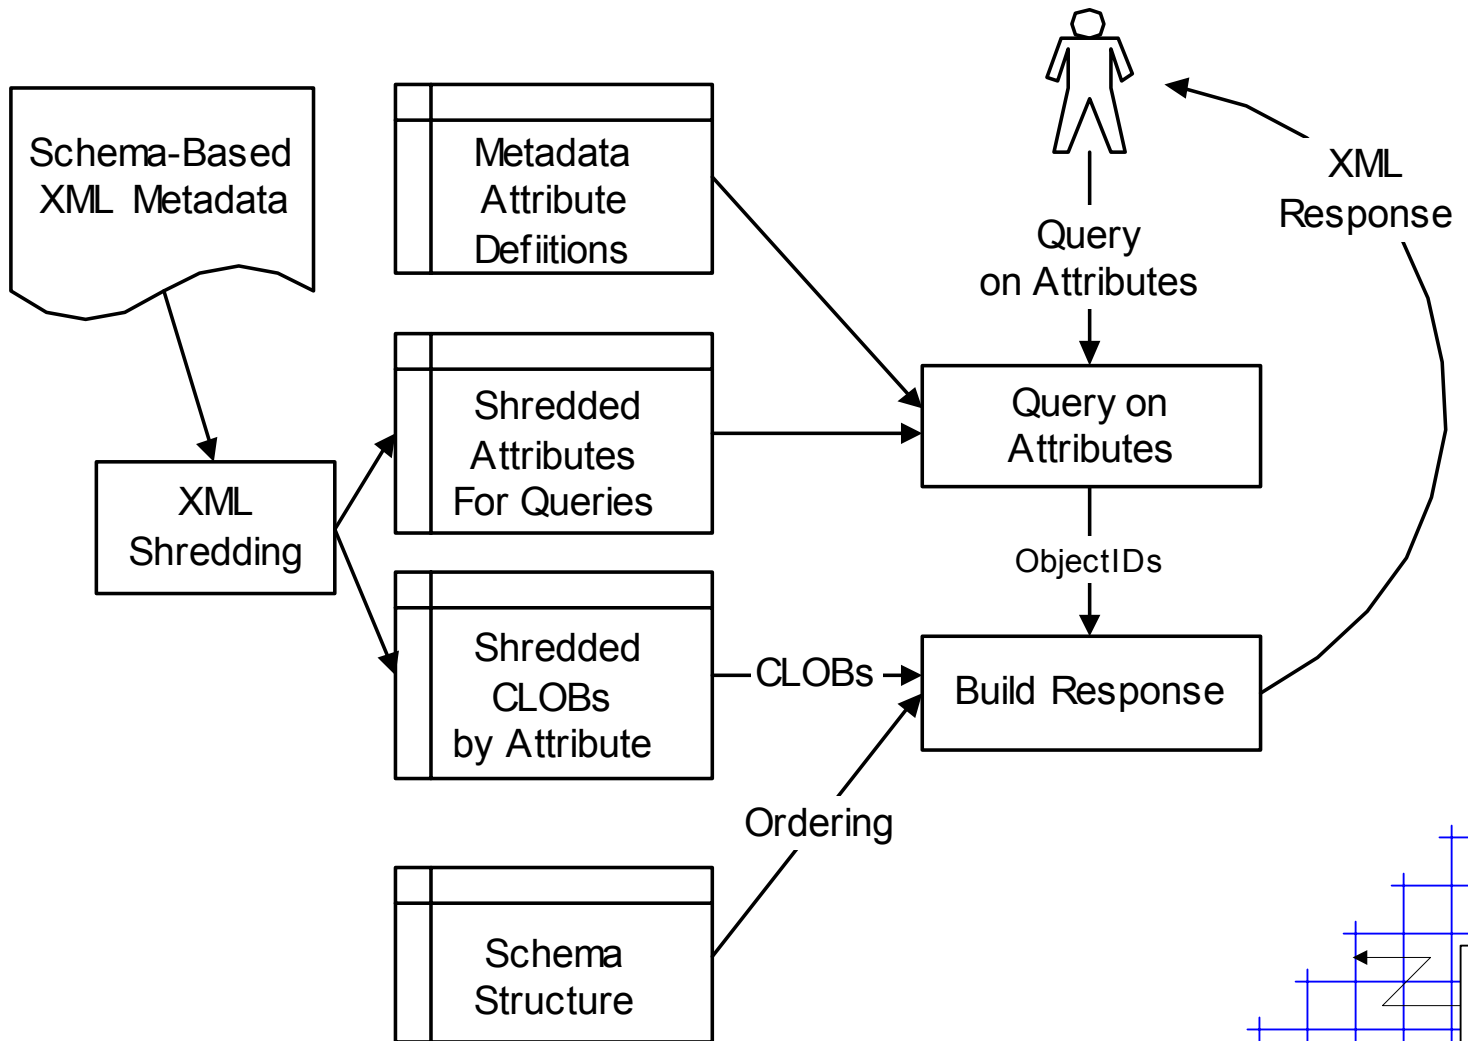 Schema-Based
XML Metadata
XML
Shredding
Metadata
Attribute
Defiitions
Shredded
Attributes
For Queries
Shredded
CLOBs
by Attribute
Schema
Structure
CLOBs
Ordering
Query
on Attributes
Query on
Attributes
ObjectIDs
Build Response
XML
Response